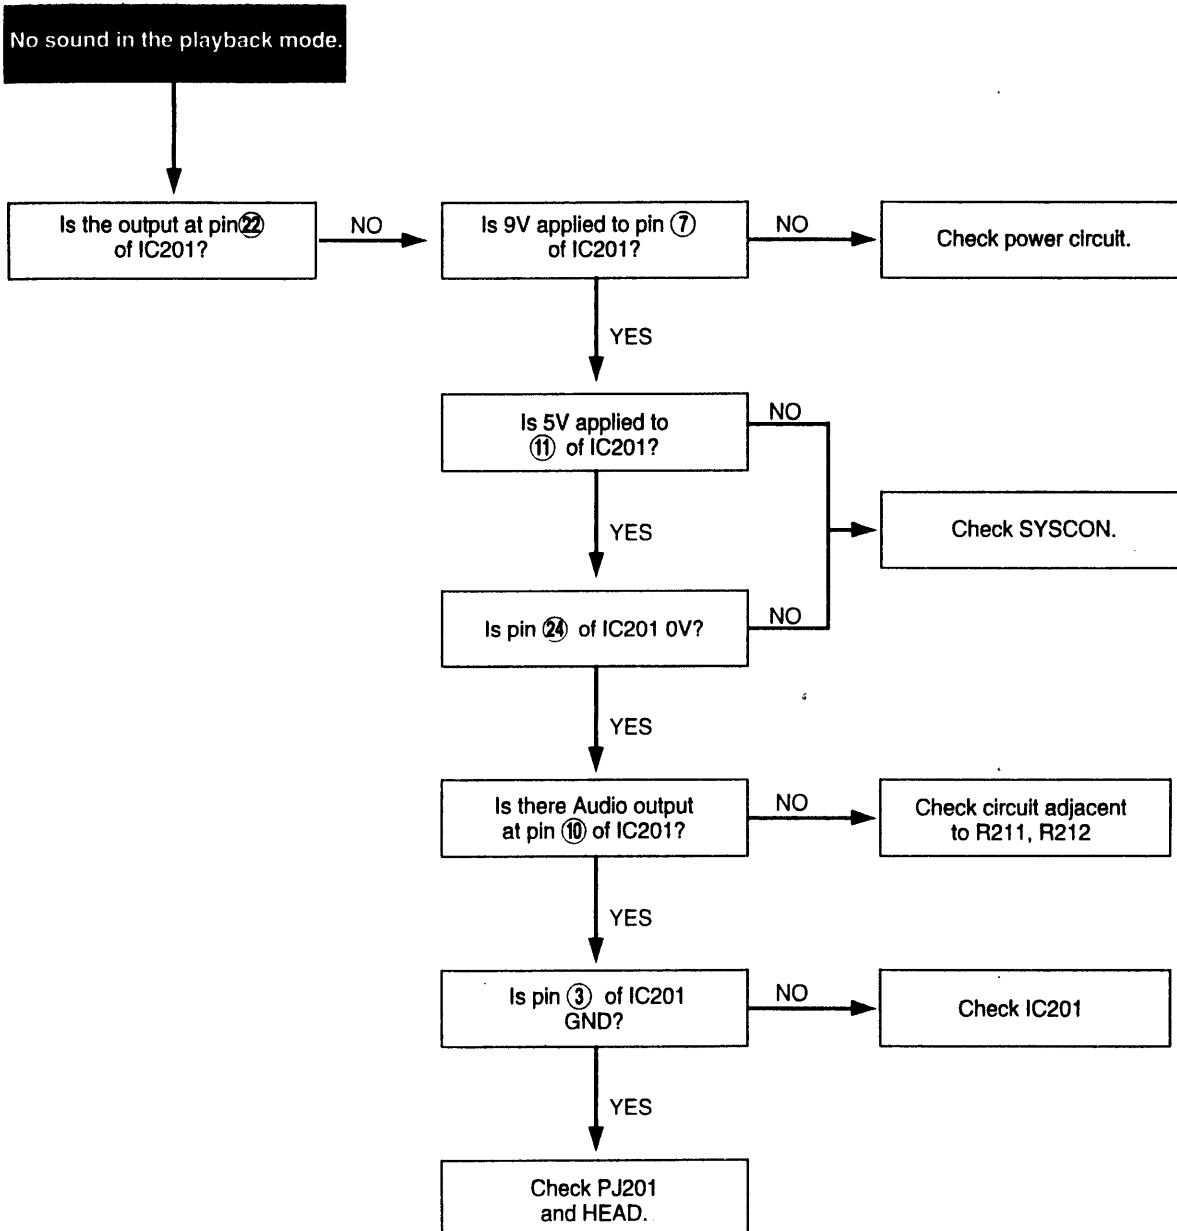 No sound in the playback mode.
Is the output at pin 22
of IC201?
NO
Is 9V applied to pin 7
of IC201?
NO
Check power circuit.
YES
Is 5V applied to
11 of IC201?
NO
YES
Check SYSCON.
Is pin 24 of IC201 0V?
NO
YES
Is there Audio output
at pin 10 of IC201?
NO
Check circuit adjacent
to R211, R212
YES
Is pin 3 of IC201
GND?
NO
Check IC201
YES
Check PJ201
and HEAD.